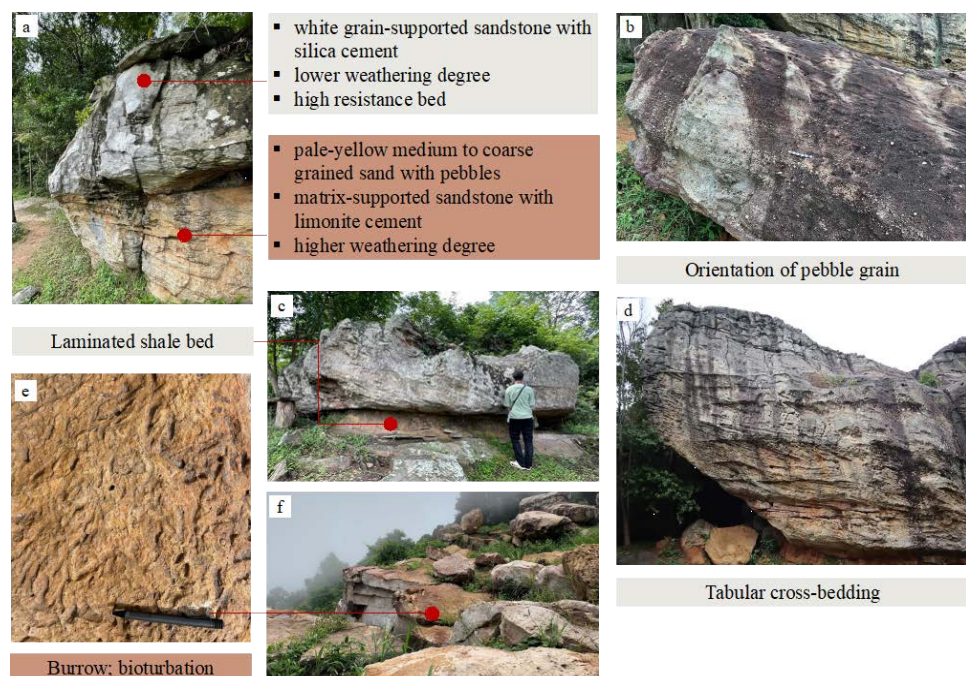 a
▪ white grain-supported sandstone with
silica cement
▪ lower weathering degree
▪ high resistance bed
▪ pale-yellow medium to coarse
grained sand with pebbles
▪ matrix-supported sandstone with
limonite cement
▪ higher weathering degree
b
Orientation of pebble grain
Laminated shale bed
c
d
Tabular cross-bedding
e
Burrow; bioturbation
f